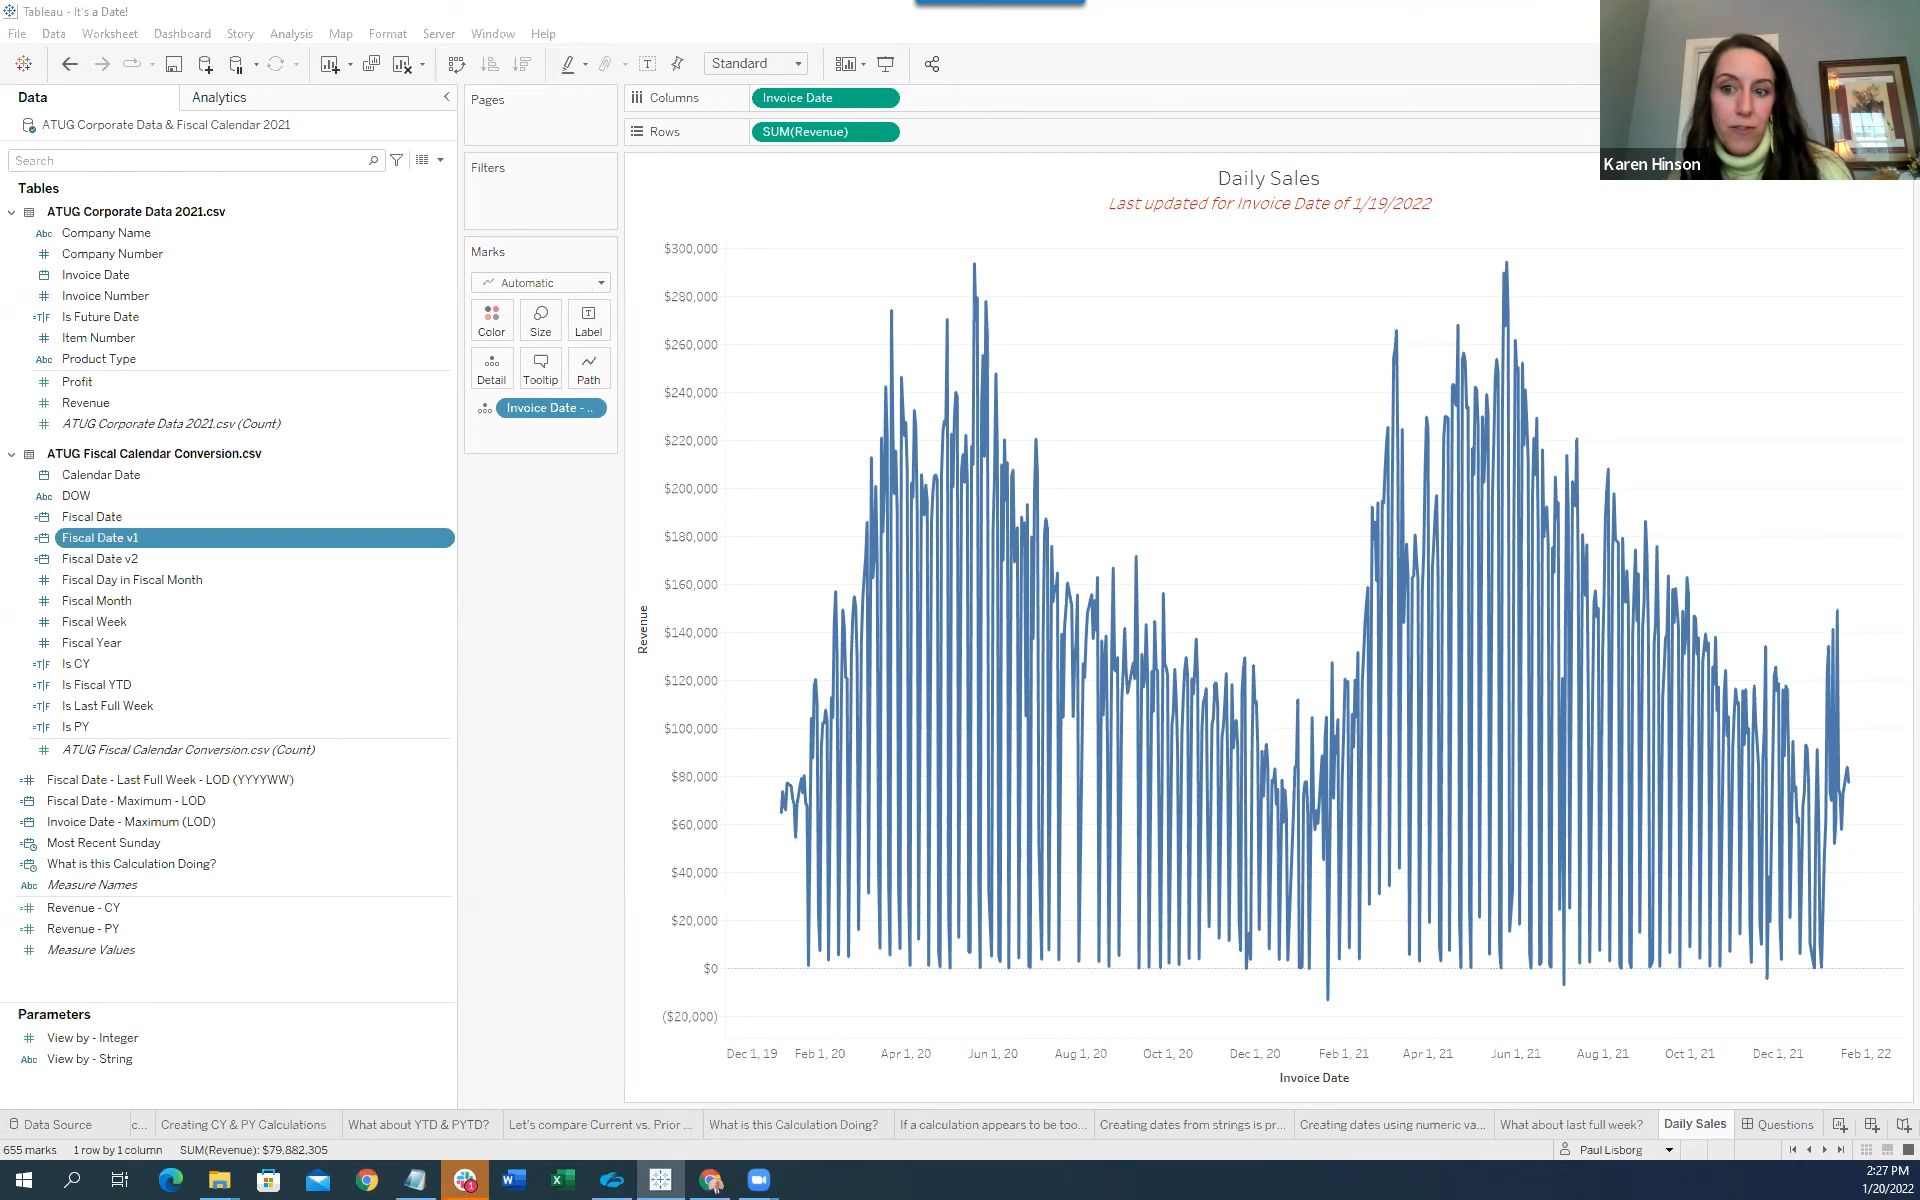 Tableau - It's a Date!
File Data Worksheet Dashboard Story Analysis Map Format Server Window Help
Standard
Data Analytics
ATUG Corporate Data & Fiscal Calendar 2021
Search
Tables
ATUG Corporate Data 2021.csv
Abc Company Name
Company Number
Invoice Date
Invoice Number
=T|F Is Future Date
Item Number
Abc Product Type
Profit
Revenue
ATUG Corporate Data 2021.csv (Count)
ATUG Fiscal Calendar Conversion.csv
Calendar Date
Abc DOW
Fiscal Date
Fiscal Date v1
Fiscal Date v2
Fiscal Day in Fiscal Month
Fiscal Month
Fiscal Week
Fiscal Year
=T|F Is CY
=T|F Is Fiscal YTD
=T|F Is Last Full Week
=T|F Is PY
ATUG Fiscal Calendar Conversion.csv (Count)
Fiscal Date - Last Full Week - LOD (YYYYWW)
Fiscal Date - Maximum - LOD
Invoice Date - Maximum (LOD)
Most Recent Sunday
What is this Calculation Doing?
Abc Measure Names
Revenue - CY
Revenue - PY
Measure Values
Parameters
View by - Integer
Abc View by - String
Pages
Filters
Marks
Automatic
Color Size Label
Detail Tooltip Path
Invoice Date - ..
Columns Invoice Date
Rows SUM(Revenue)
Karen Hinson
Daily Sales
Last updated for Invoice Date of 1/19/2022
$300,000
$280,000
$260,000
$240,000
$220,000
$200,000
$180,000
$160,000
$140,000
$120,000
$100,000
$80,000
$60,000
$40,000
$20,000
$0
($20,000)
Revenue
Dec 1, 19 Feb 1, 20 Apr 1, 20 Jun 1, 20 Aug 1, 20 Oct 1, 20 Dec 1, 20 Feb 1, 21 Apr 1, 21 Jun 1, 21 Aug 1, 21 Oct 1, 21 Dec 1, 21 Feb 1, 22
Invoice Date
Data Source c... Creating CY & PY Calculations What about YTD & PYTD? Let's compare Current vs. Prior ... What is this Calculation Doing? If a calculation appears to be too... Creating dates from strings is pr... Creating dates using numeric va... What about last full week? Daily Sales Questions
655 marks 1 row by 1 column SUM(Revenue): $79,882,305 Paul Lisborg
2:27 PM
1/20/2022